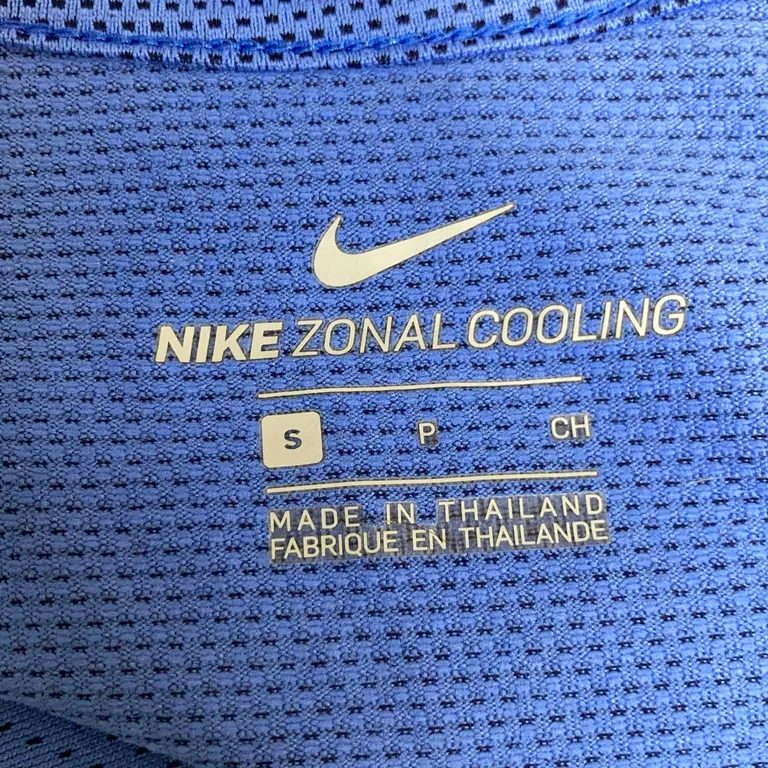 NIKE ZONAL COOLING
S P CH
MADE IN THAILAND
FABRIQUE EN THAILANDE